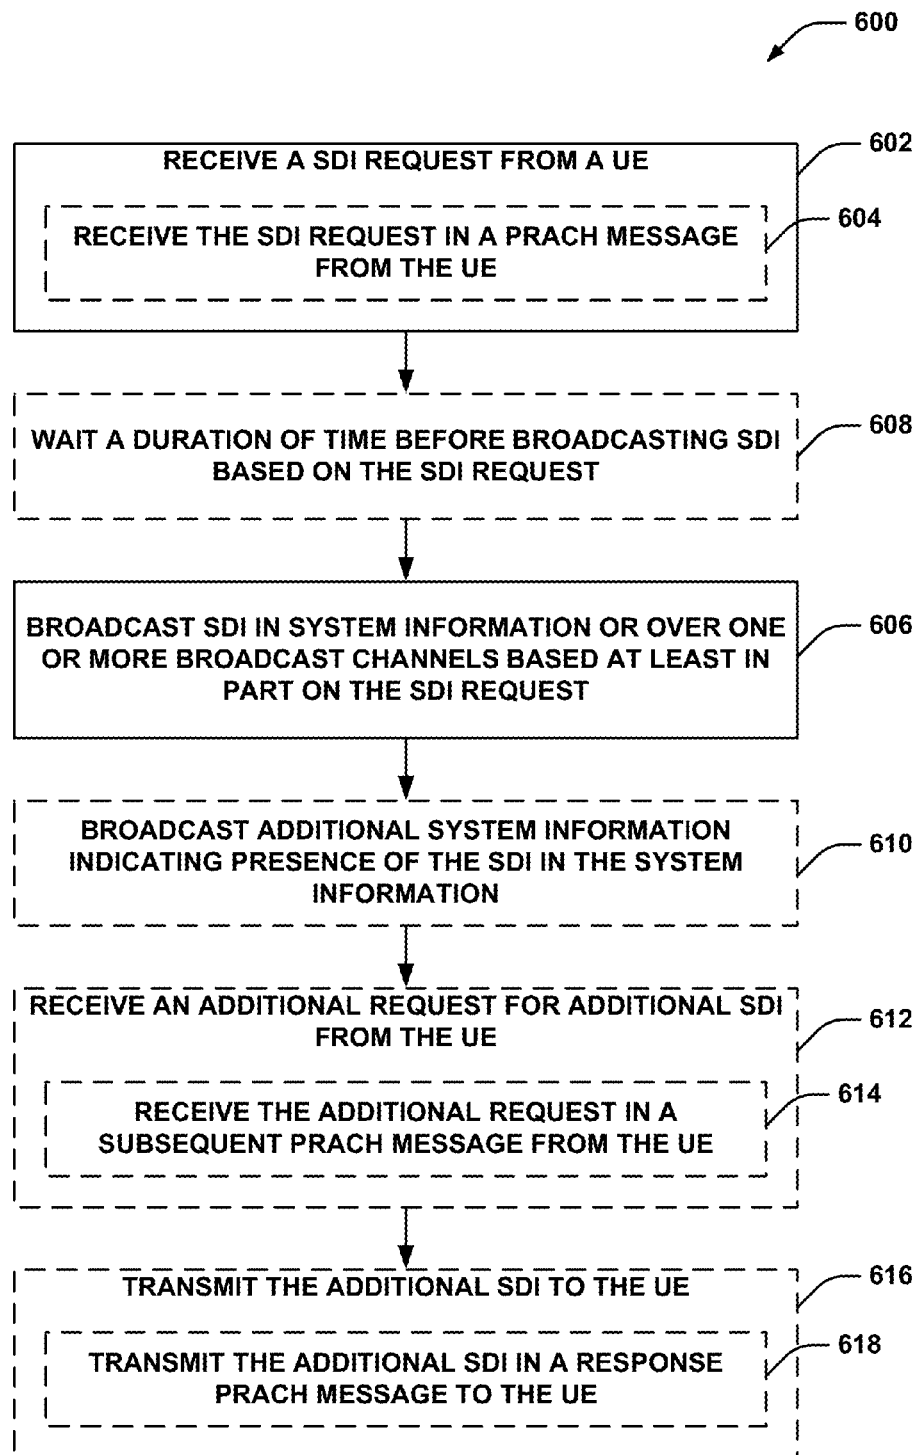 600
602
RECEIVE A SDI REQUEST FROM A UE
604
RECEIVE THE SDI REQUEST IN A PRACH MESSAGE
FROM THE UE
608
WAIT A DURATION OF TIME BEFORE BROADCASTING SDI
BASED ON THE SDI REQUEST
606
BROADCAST SDI IN SYSTEM INFORMATION OR OVER ONE
OR MORE BROADCAST CHANNELS BASED AT LEAST IN
PART ON THE SDI REQUEST
610
BROADCAST ADDITIONAL SYSTEM INFORMATION
INDICATING PRESENCE OF THE SDI IN THE SYSTEM
INFORMATION
612
RECEIVE AN ADDITIONAL REQUEST FOR ADDITIONAL SDI
FROM THE UE
614
RECEIVE THE ADDITIONAL REQUEST IN A
SUBSEQUENT PRACH MESSAGE FROM THE UE
616
TRANSMIT THE ADDITIONAL SDI TO THE UE
618
TRANSMIT THE ADDITIONAL SDI IN A RESPONSE
PRACH MESSAGE TO THE UE